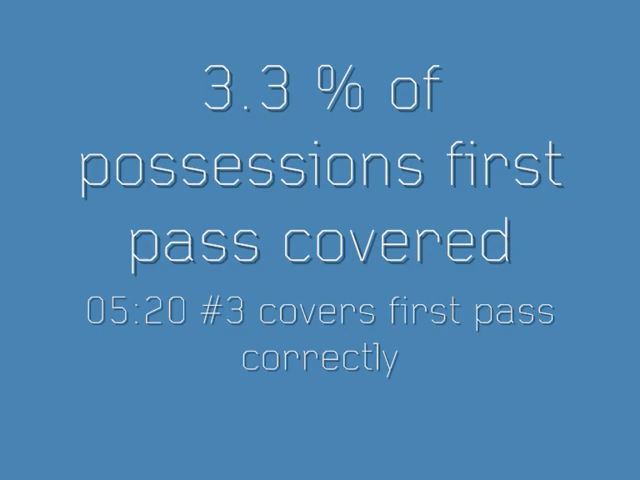 3.3 % of
possessions first
pass covered
05:20 #3 covers first pass
correctly